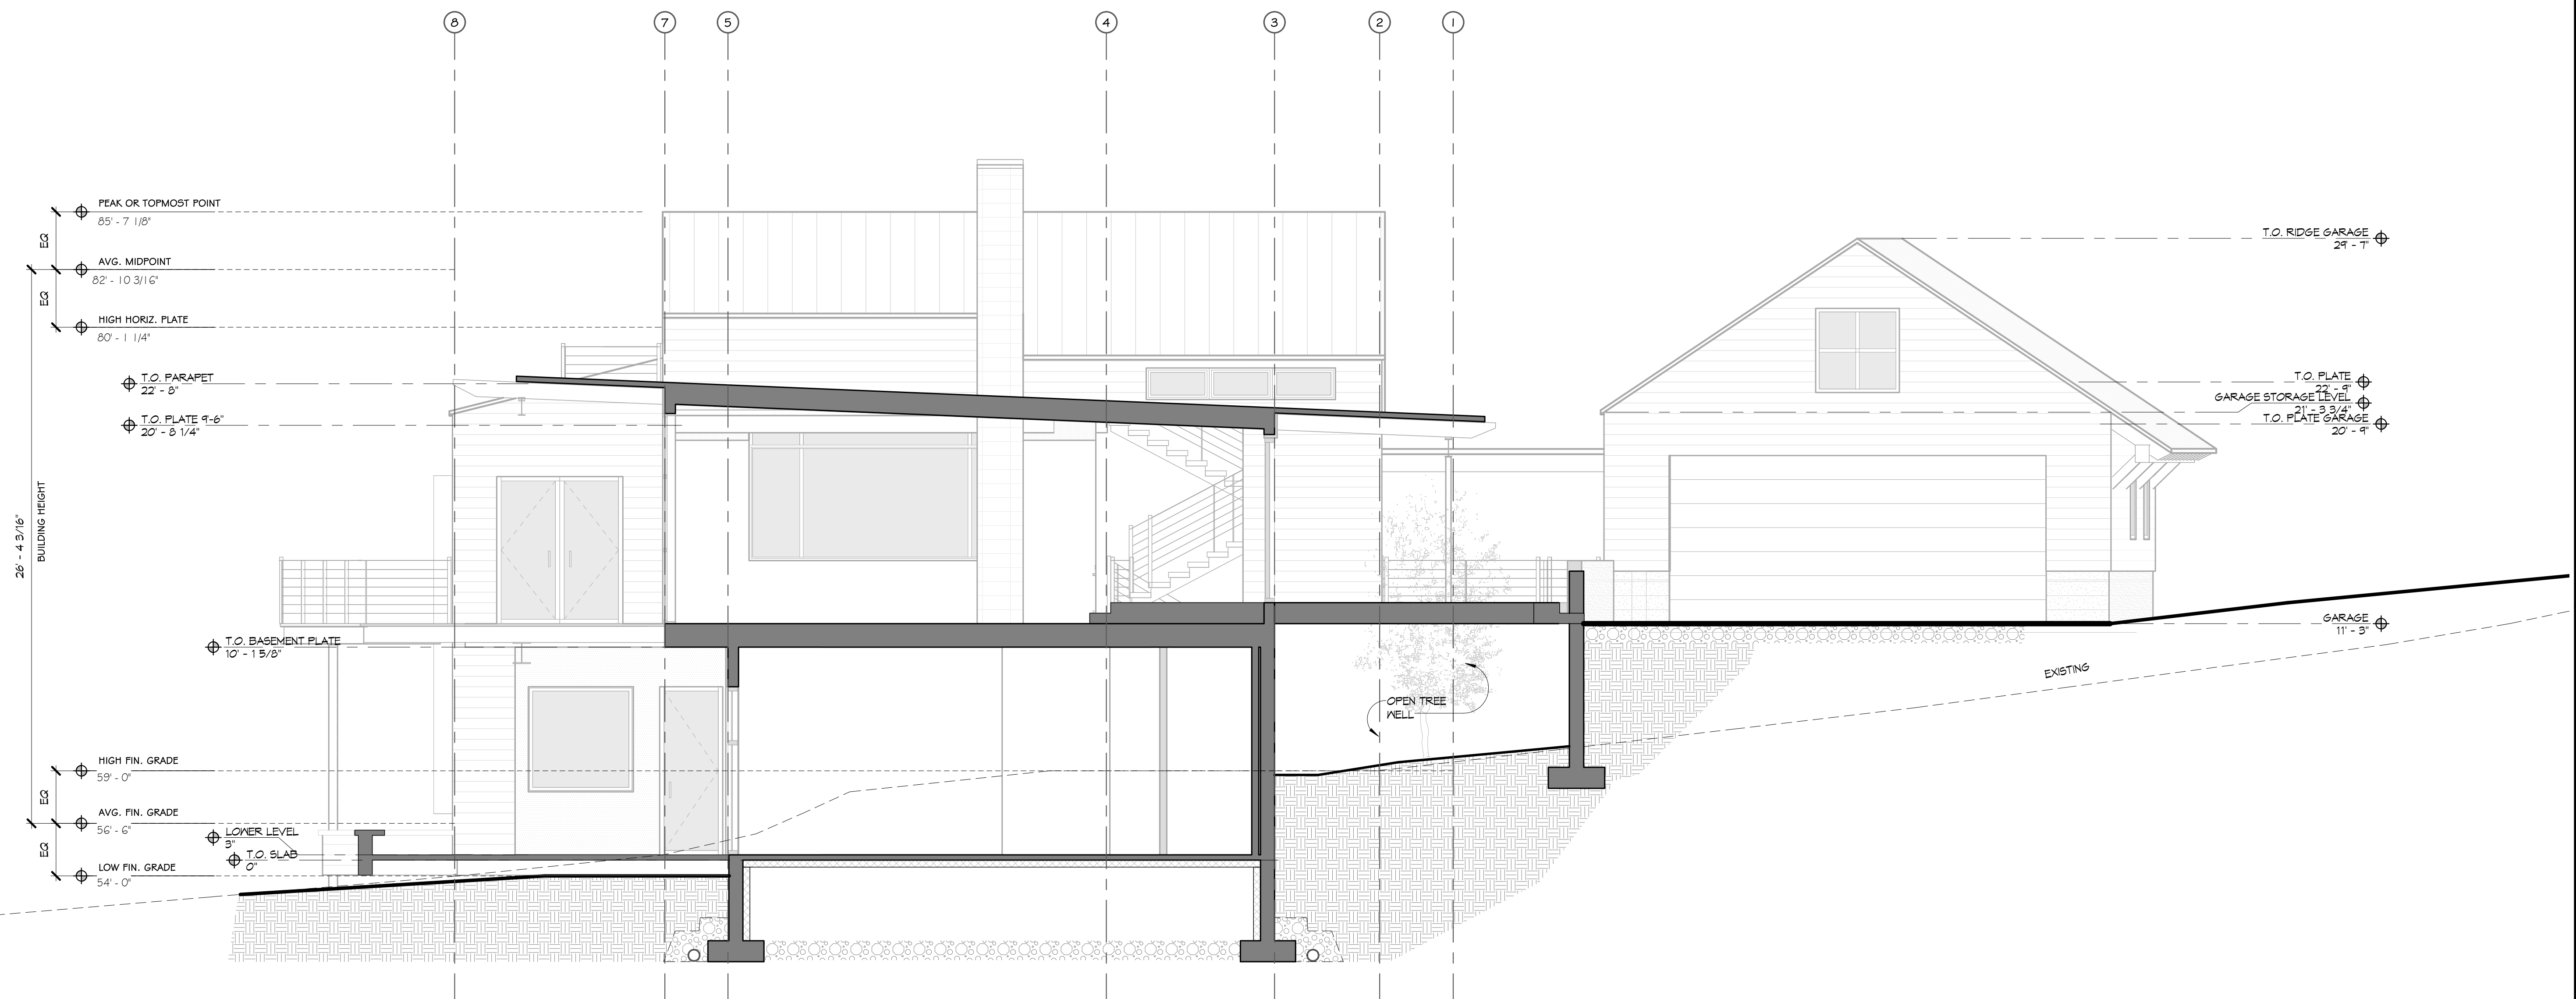 8
7
5
4
3
2
1
PEAK OR TOPMOST POINT
85' - 7 1/8"
EQ
AVG. MIDPOINT
82' - 10 3/16"
EQ
HIGH HORIZ. PLATE
80' - 1 1/4"
T.O. PARAPET
22' - 8"
T.O. PLATE 9'-6"
20' - 8 1/4"
26' - 4 3/16"
BUILDING HEIGHT
T.O. BASEMENT PLATE
10' - 1 5/8"
HIGH FIN. GRADE
59' - 0"
EQ
AVG. FIN. GRADE
56' - 6"
LOWER LEVEL
3"
EQ
T.O. SLAB
0"
LOW FIN. GRADE
54' - 0"
OPEN TREE
WELL
T.O. RIDGE GARAGE
29' - 7"
T.O. PLATE
22' - 9"
GARAGE STORAGE LEVEL
21' - 3 3/4"
T.O. PLATE GARAGE
20' - 9"
GARAGE
11' - 3"
EXISTING